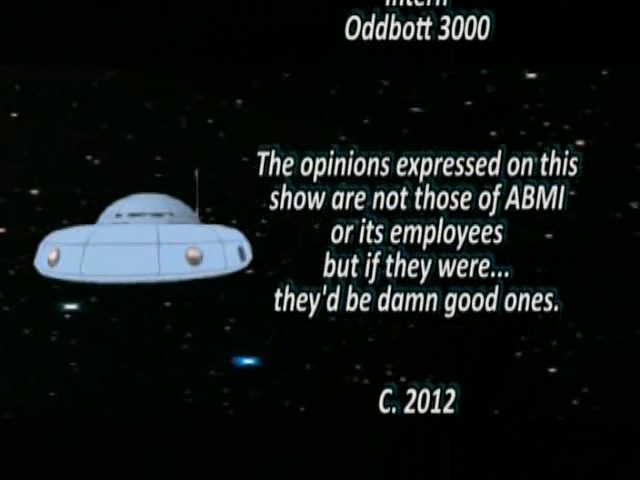 Intern
Oddbott 3000
The opinions expressed on this
show are not those of ABMI
or its employees
but if they were...
they'd be damn good ones.
C. 2012